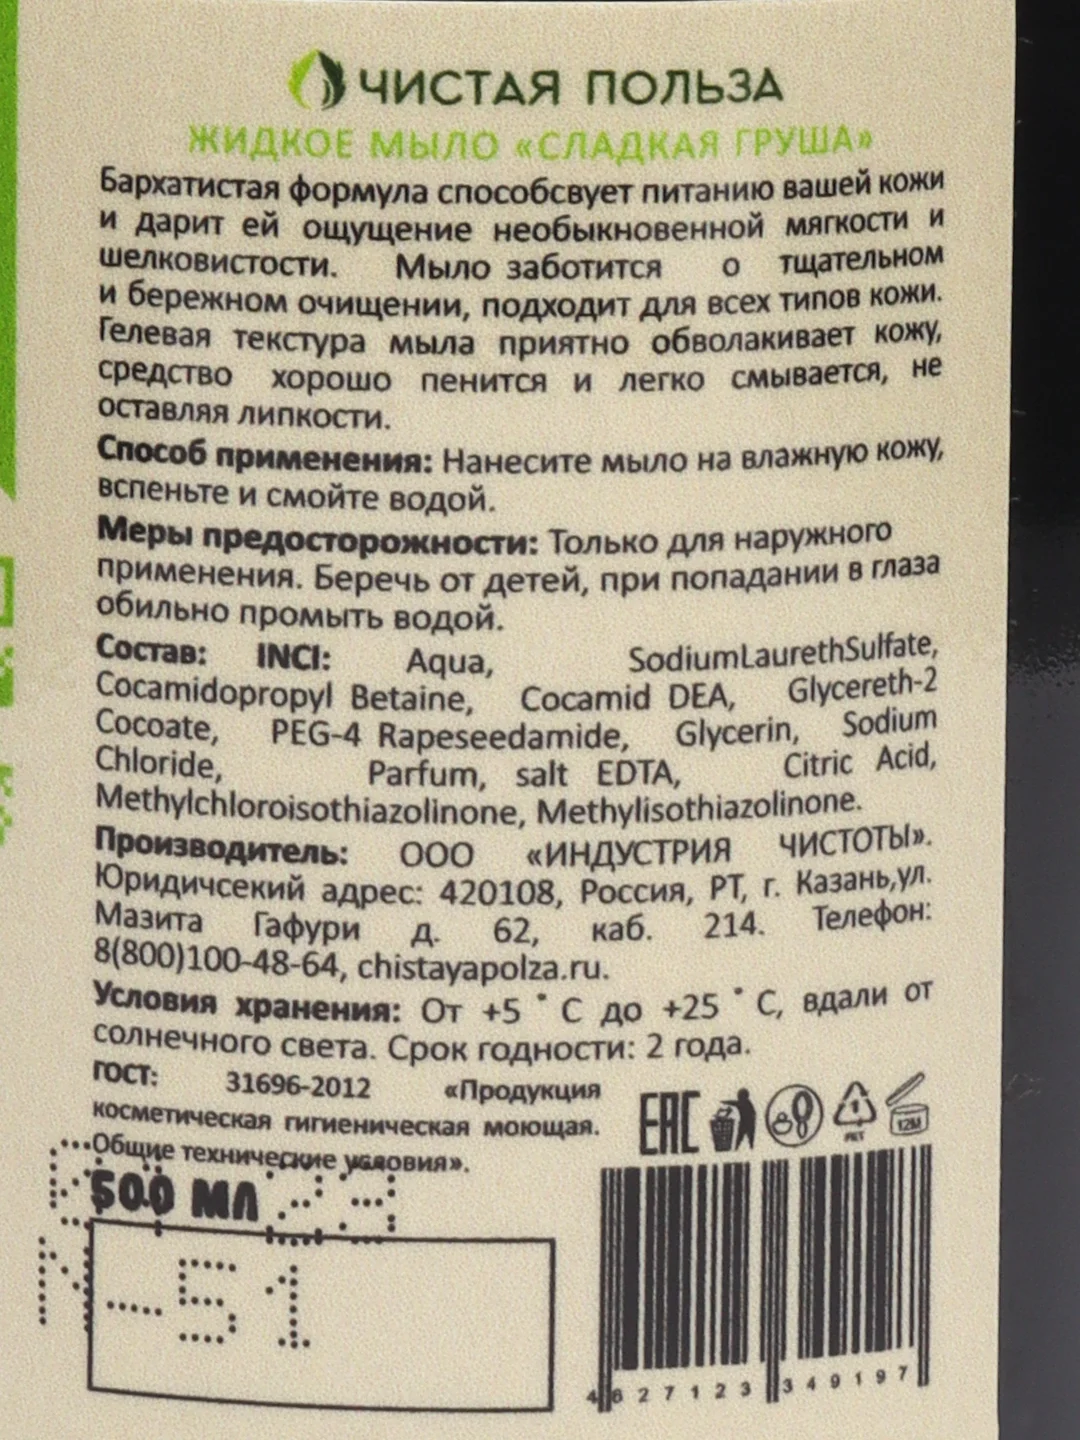 ЧИСТАЯ ПОЛЬЗА
ЖИДКОЕ МЫЛО «СЛАДКАЯ ГРУША»
Бархатистая формула способсвует питанию вашей кожи
и дарит ей ощущение необыкновенной мягкости и
шелковистости. Мыло заботится о тщательном
и бережном очищении, подходит для всех типов кожи.
Гелевая текстура мыла приятно обволакивает кожу,
средство хорошо пенится и легко смывается, не
оставляя липкости.
Способ применения: Нанесите мыло на влажную кожу,
вспеньте и смойте водой.
Меры предосторожности: Только для наружного
применения. Беречь от детей, при попадании в глаза
обильно промыть водой.
Состав: INCI: Aqua, SodiumLaurethSulfate,
Cocamidopropyl Betaine, Cocamid DEA, Glycereth-2
Cocoate, PEG-4 Rapeseedamide, Glycerin, Sodium
Chloride, Parfum, salt EDTA, Citric Acid,
Methylchloroisothiazolinone, Methylisothiazolinone.
Производитель: ООО «ИНДУСТРИЯ ЧИСТОТЫ».
Юридичсекий адрес: 420108, Россия, РТ, г. Казань,ул.
Мазита Гафури д. 62, каб. 214. Телефон:
8(800)100-48-64, chistayapolza.ru.
Условия хранения: От +5 ˚ С до +25 ˚ С, вдали от
солнечного света. Срок годности: 2 года.
ГОСТ: 31696-2012 «Продукция
косметическая гигиеническая моющая.
Общие технические условия».
EAC
1
PET
12M
500 МЛ
N-51
4627123349197